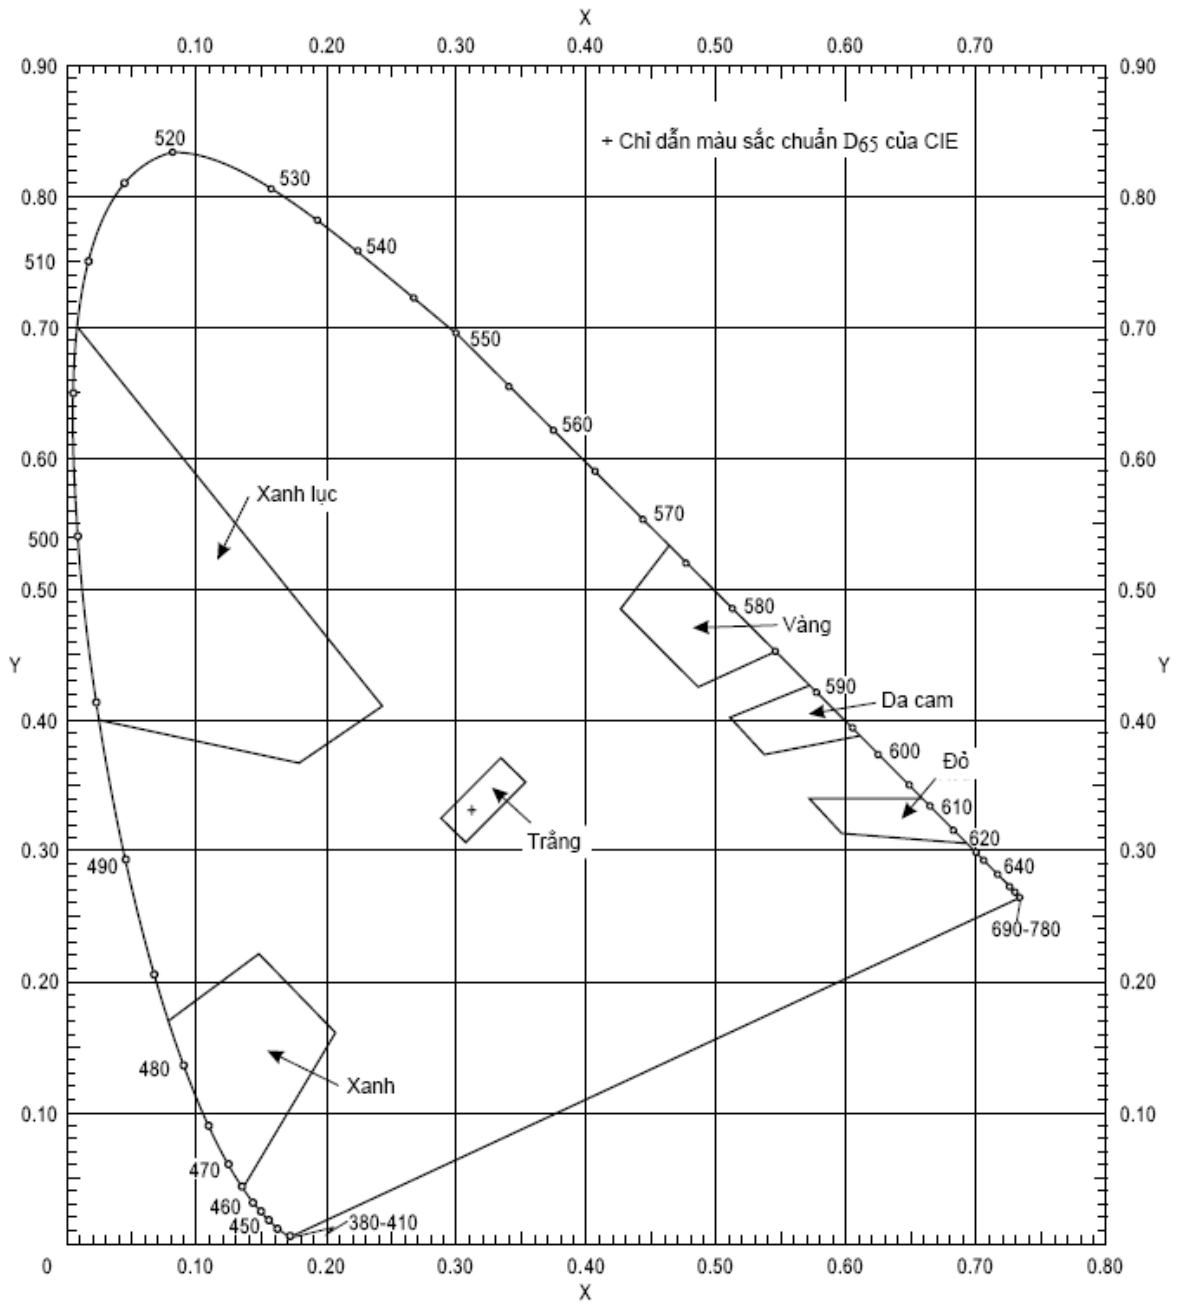 X
0.10 0.20 0.30 0.40 0.50 0.60 0.70
0.90 0.90
+ Chỉ dẫn màu sắc chuẩn D65 của CIE
520
530
0.80 0.80
540
510
0.70 0.70
550
560
0.60 0.60
Xanh lục
570
500
0.50 0.50
580
Vàng
Y Y
590
Da cam
0.40 0.40
600
Đỏ
610
Trắng
620
0.30 0.30
490
640
690-780
0.20 0.20
480
Xanh
0.10 0.10
470
460
450
380-410
0 0.10 0.20 0.30 0.40 0.50 0.60 0.70 0.80
X